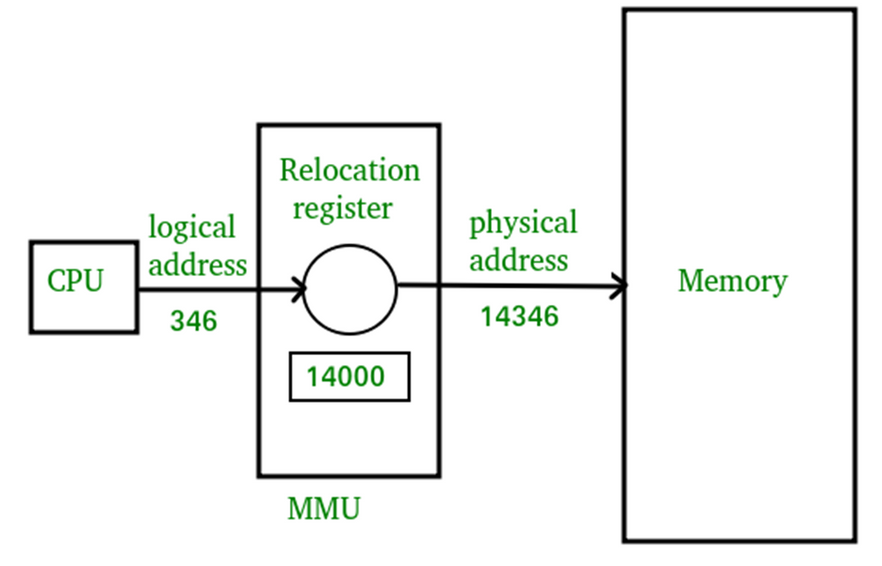 CPU
logical
address
346
Relocation
register
14000
MMU
physical
address
14346
Memory